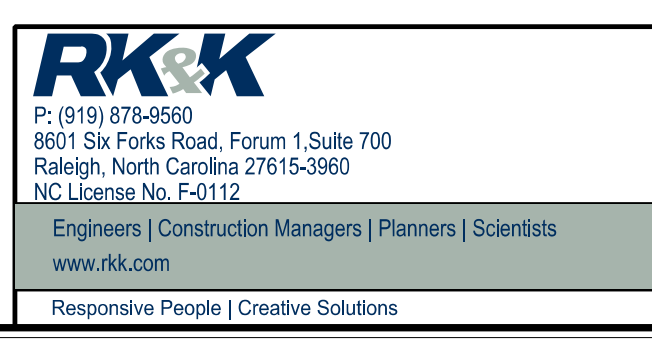 RK&K
P: (919) 878-9560
8601 Six Forks Road, Forum 1,Suite 700
Raleigh, North Carolina 27615-3960
NC License No. F-0112
Engineers | Construction Managers | Planners | Scientists
www.rkk.com
Responsive People | Creative Solutions